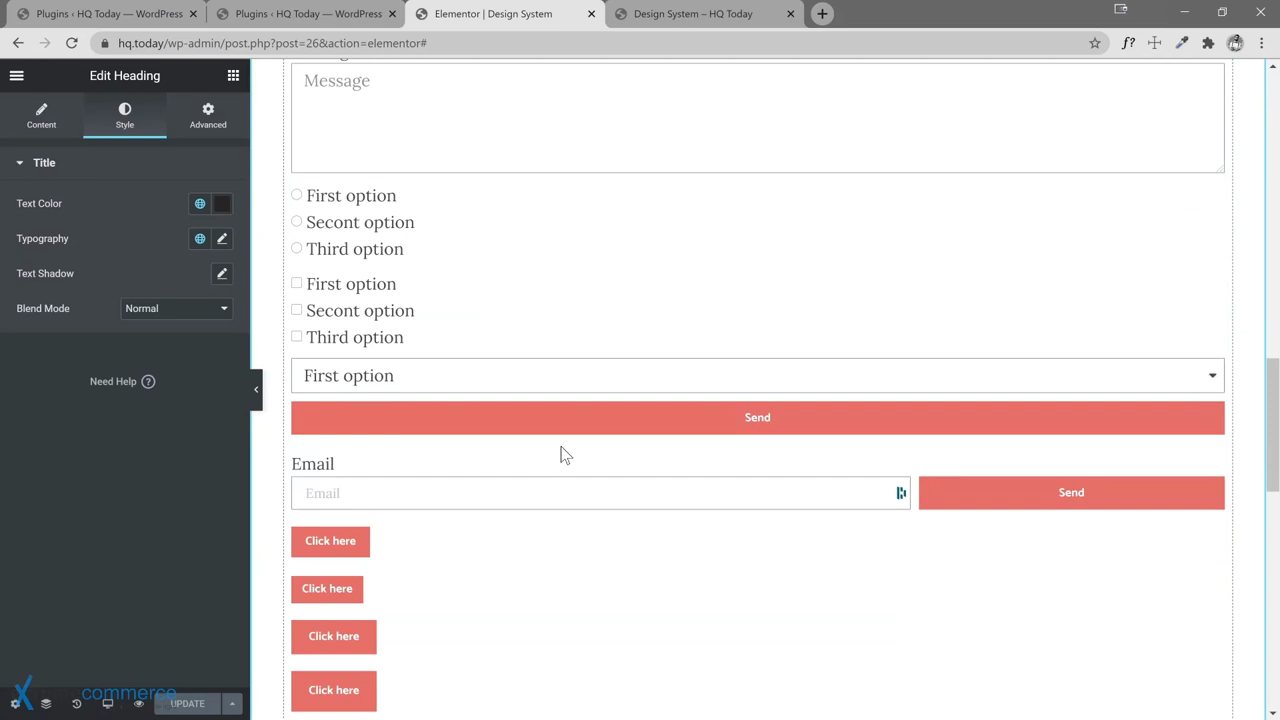 Plugins ‹ HQ Today — WordPress
Plugins ‹ HQ Today — WordPress
Elementor | Design System
Design System – HQ Today
hq.today/wp-admin/post.php?post=26&action=elementor#
f?
Edit Heading
Content
Style
Advanced
Title
Text Color
Typography
Text Shadow
Blend Mode
Normal
Need Help ?
commerce
UPDATE
Message
First option
Secont option
Third option
First option
Secont option
Third option
First option
Send
Email
Email
Send
Click here
Click here
Click here
Click here